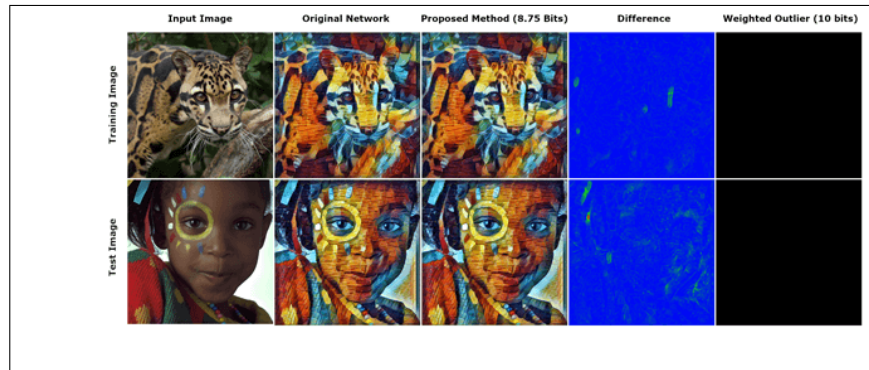 Input Image Original Network Proposed Method (8.75 Bits) Difference Weighted Outlier (10 bits)
Training Image
Test Image